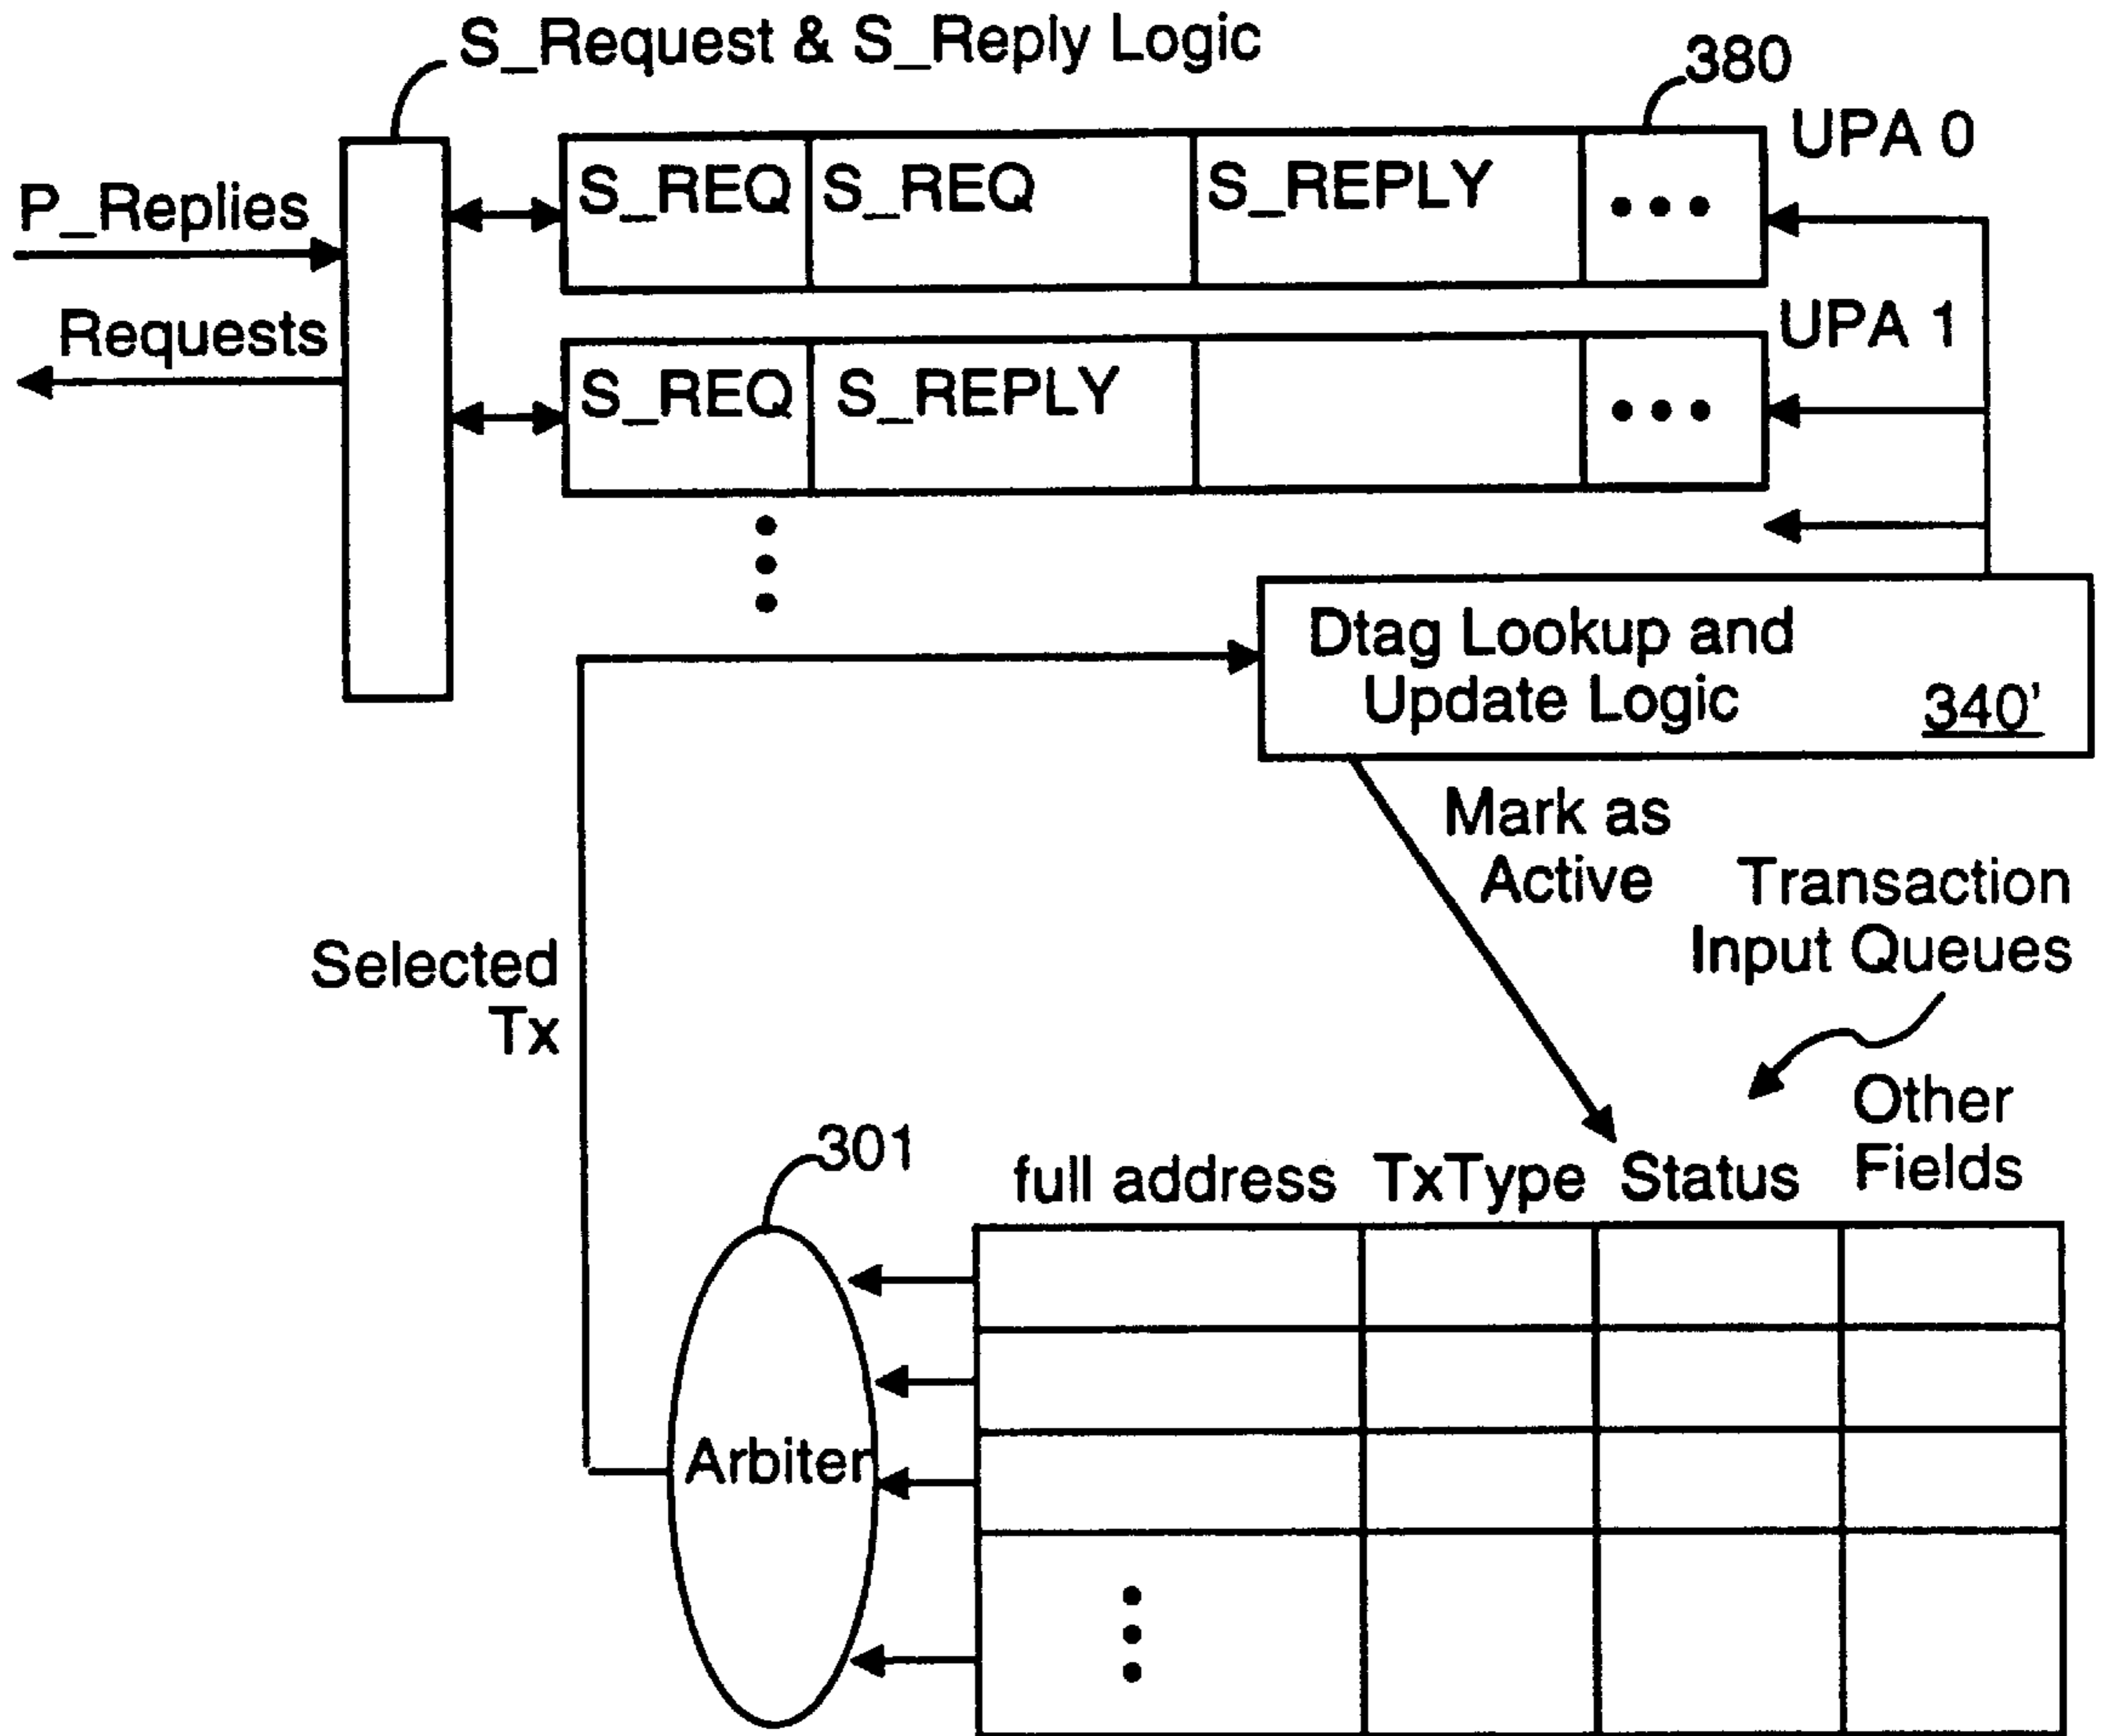 S_Request & S_Reply Logic
380
UPA 0
S_REQ
S_REQ
S_REPLY
P_Replies
Requests
UPA 1
S_REQ
S_REPLY
Dtag Lookup and
Update Logic
340'
Mark as
Active
Transaction
Input Queues
Selected
Tx
Other
Fields
301
full address
TxType
Status
Arbiter